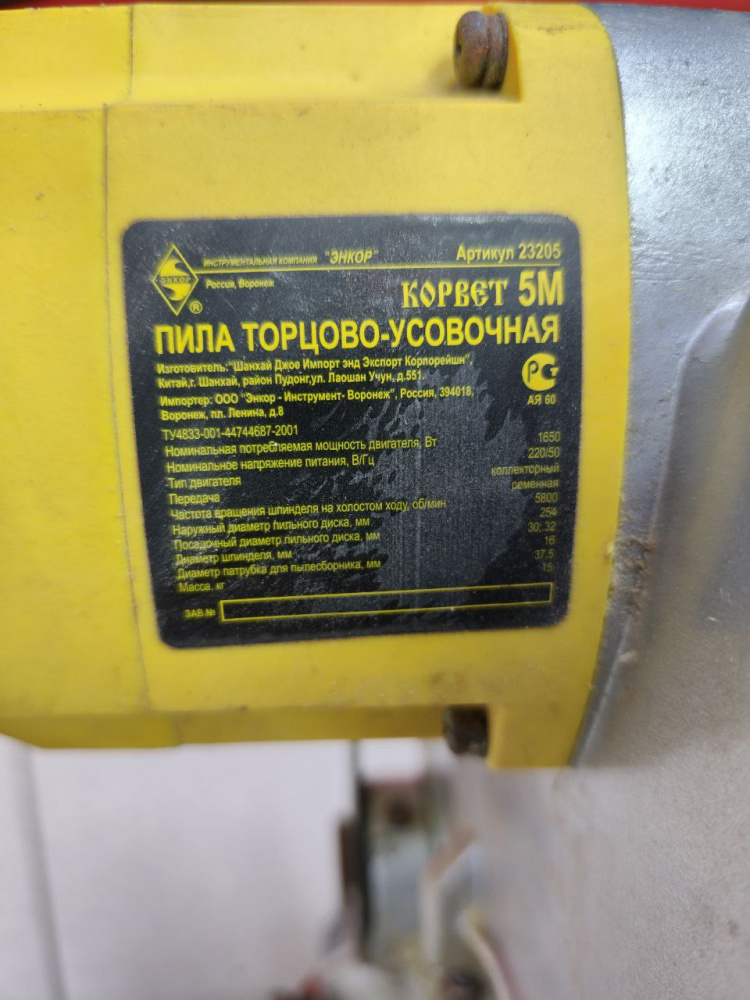 ИНСТРУМЕНТАЛЬНАЯ КОМПАНИЯ "ЭНКОР" Артикул 23205
ЭНКОР ® Россия, Воронеж
КОРВЕТ 5М
ПИЛА ТОРЦОВО-УСОВОЧНАЯ
Изготовитель:"Шанхай Джое Импорт энд Экспорт Корпорейшн",
Китай,г. Шанхай, район Пудонг,ул. Лаошан Учун, д.551.
Импортер: ООО "Энкор - Инструмент- Воронеж", Россия, 394018,
Воронеж, пл. Ленина, д.8
РСТ
АЯ 60
ТУ4833-001-44744687-2001
Номинальная потребляемая мощность двигателя, Вт 1650
Номинальное напряжение питания, В/Гц 220/50
Тип двигателя коллекторный
Передача ременная
Частота вращения шпинделя на холостом ходу, об/мин 5800
Наружный диаметр пильного диска, мм 254
Посадочный диаметр пильного диска, мм 30; 32
Диаметр шпинделя, мм 16
Диаметр патрубка для пылесборника, мм 37,5
Масса, кг 15
ЗАВ.№